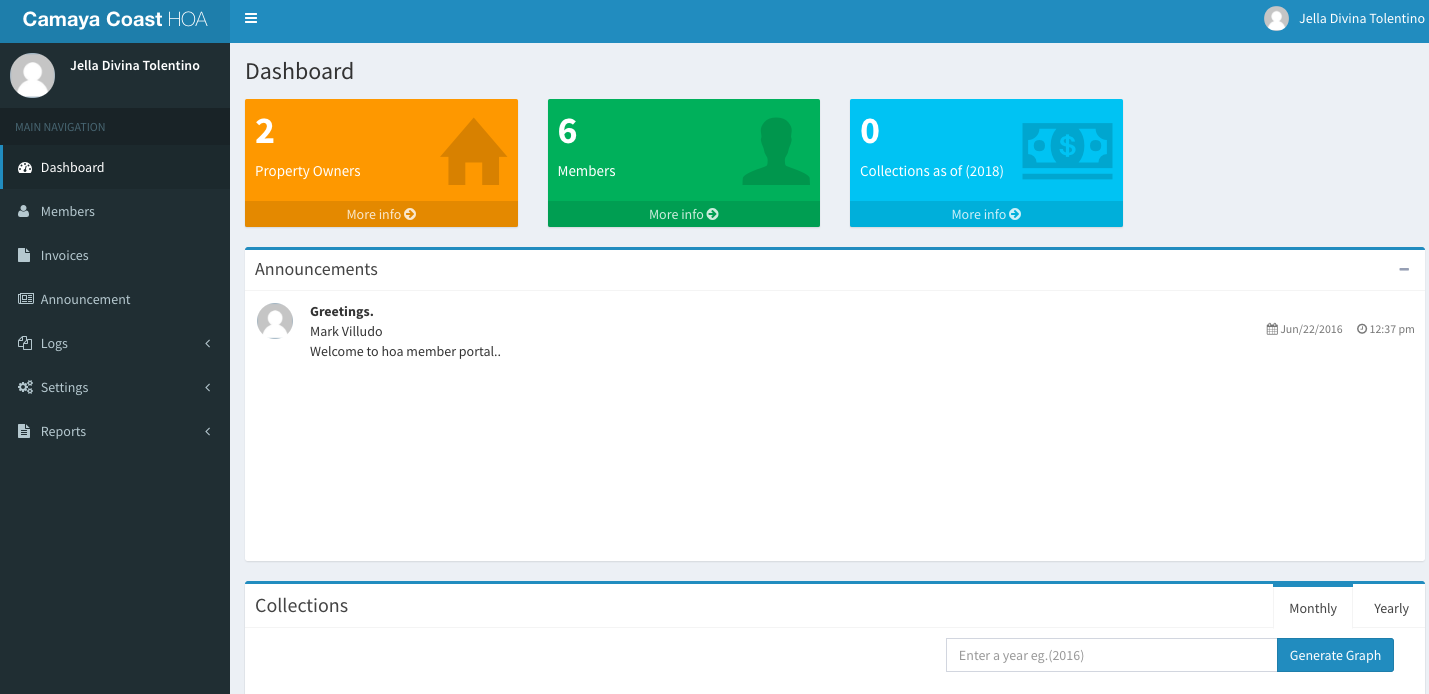 Camaya Coast HOA
Jella Divina Tolentino
Jella Divina Tolentino
MAIN NAVIGATION
Dashboard
Members
Invoices
Announcement
Logs
Settings
Reports
Dashboard
2
Property Owners
More info
6
Members
More info
0
Collections as of (2018)
More info
Announcements
Greetings.
Mark Villudo
Jun/22/2016 12:37 pm
Welcome to hoa member portal..
Collections
Monthly Yearly
Enter a year eg.(2016) Generate Graph